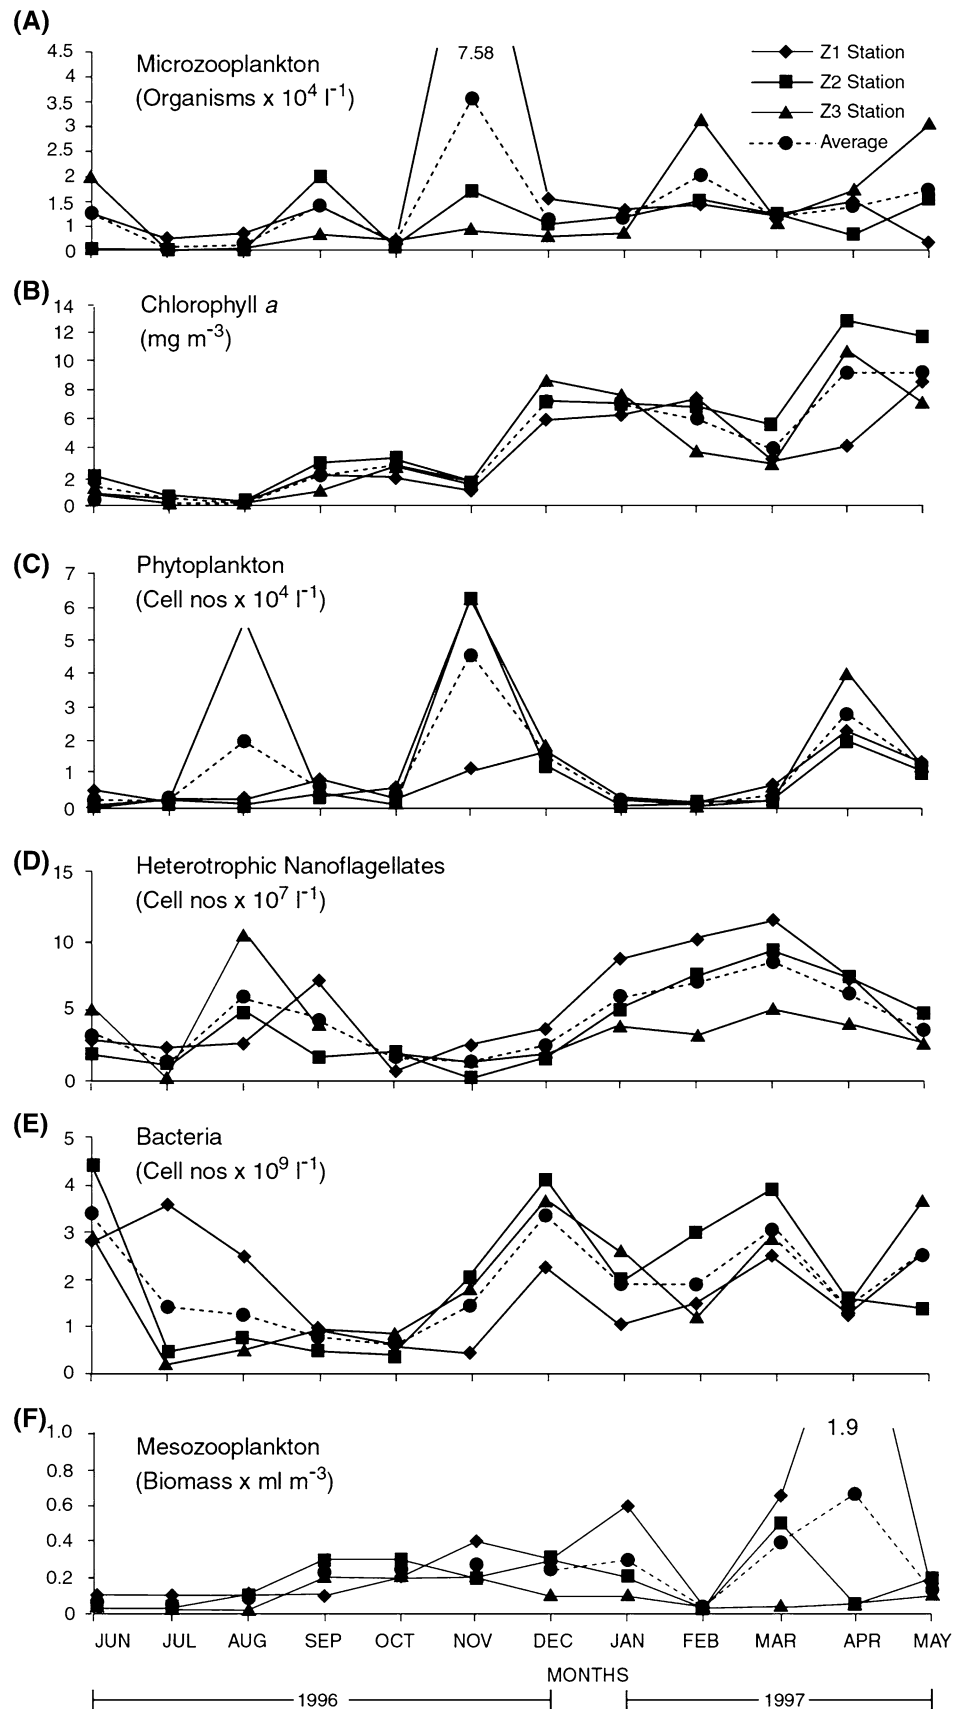 (A)
Microzooplankton
(Organisms x 10⁴ l⁻¹)
7.58
Z1 Station
Z2 Station
Z3 Station
Average
4.5
4
3.5
3
2.5
2
1.5
1
0
(B)
Chlorophyll a
(mg m⁻³)
14
12
10
8
6
4
2
0
(C)
Phytoplankton
(Cell nos x 10⁴ l⁻¹)
7
6
5
4
3
2
1
0
(D)
Heterotrophic Nanoflagellates
(Cell nos x 10⁷ l⁻¹)
15
10
5
0
(E)
Bacteria
(Cell nos x 10⁹ l⁻¹)
5
4
3
2
1
0
(F)
Mesozooplankton
(Biomass x ml m⁻³)
1.9
1.0
0.8
0.6
0.4
0.2
0
JUN JUL AUG SEP OCT NOV DEC JAN FEB MAR APR MAY
MONTHS
1996 1997